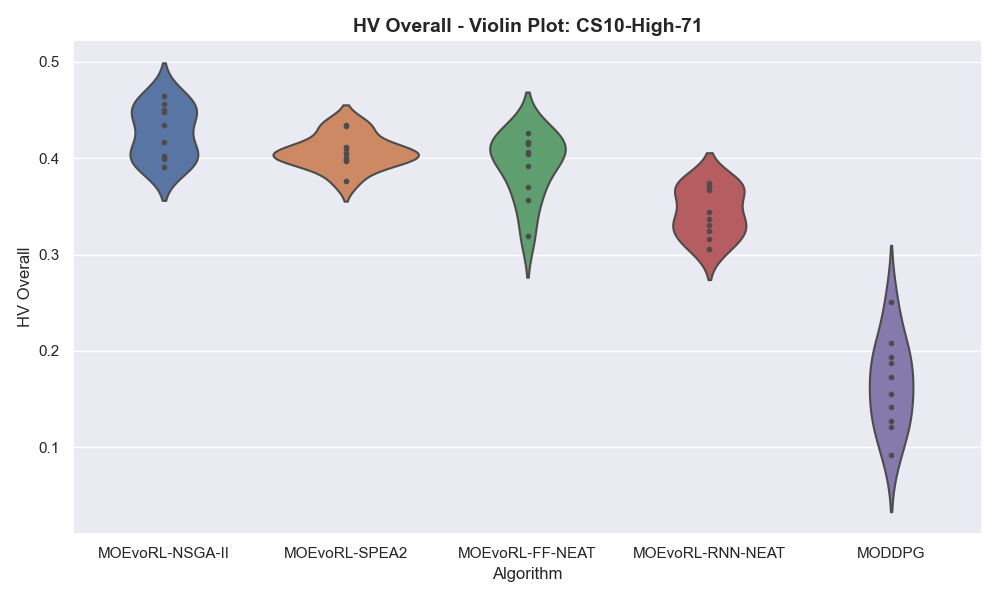 HV Overall - Violin Plot: CS10-High-71
HV Overall
0.5
0.4
0.3
0.2
0.1
MOEvoRL-NSGA-II MOEvoRL-SPEA2 MOEvoRL-FF-NEAT MOEvoRL-RNN-NEAT MODDPG
Algorithm